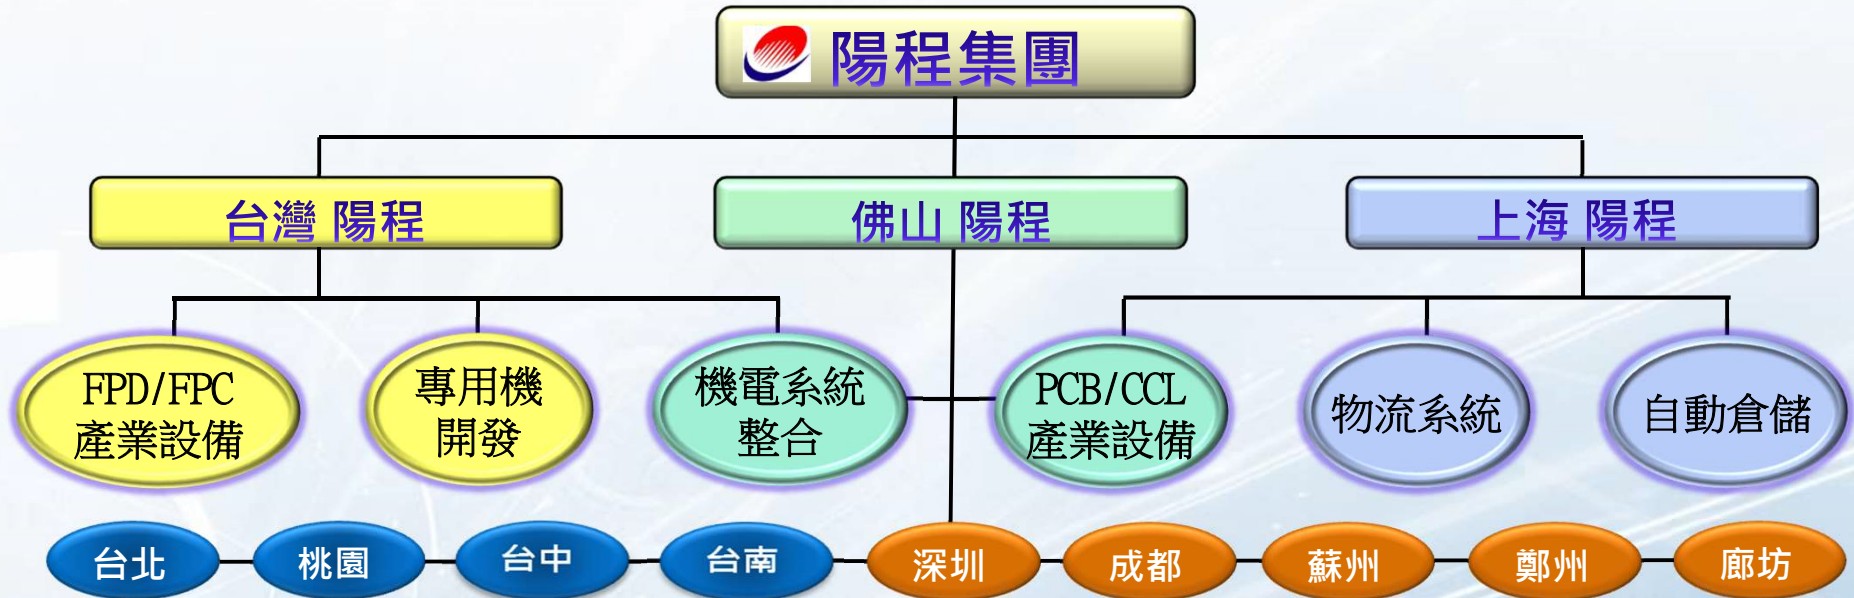 陽程集團
台灣 陽程
佛山 陽程
上海 陽程
FPD/FPC
產業設備
專用機
開發
機電系統
整合
PCB/CCL
產業設備
物流系統
自動倉儲
台北
桃園
台中
台南
深圳
成都
蘇州
鄭州
廊坊